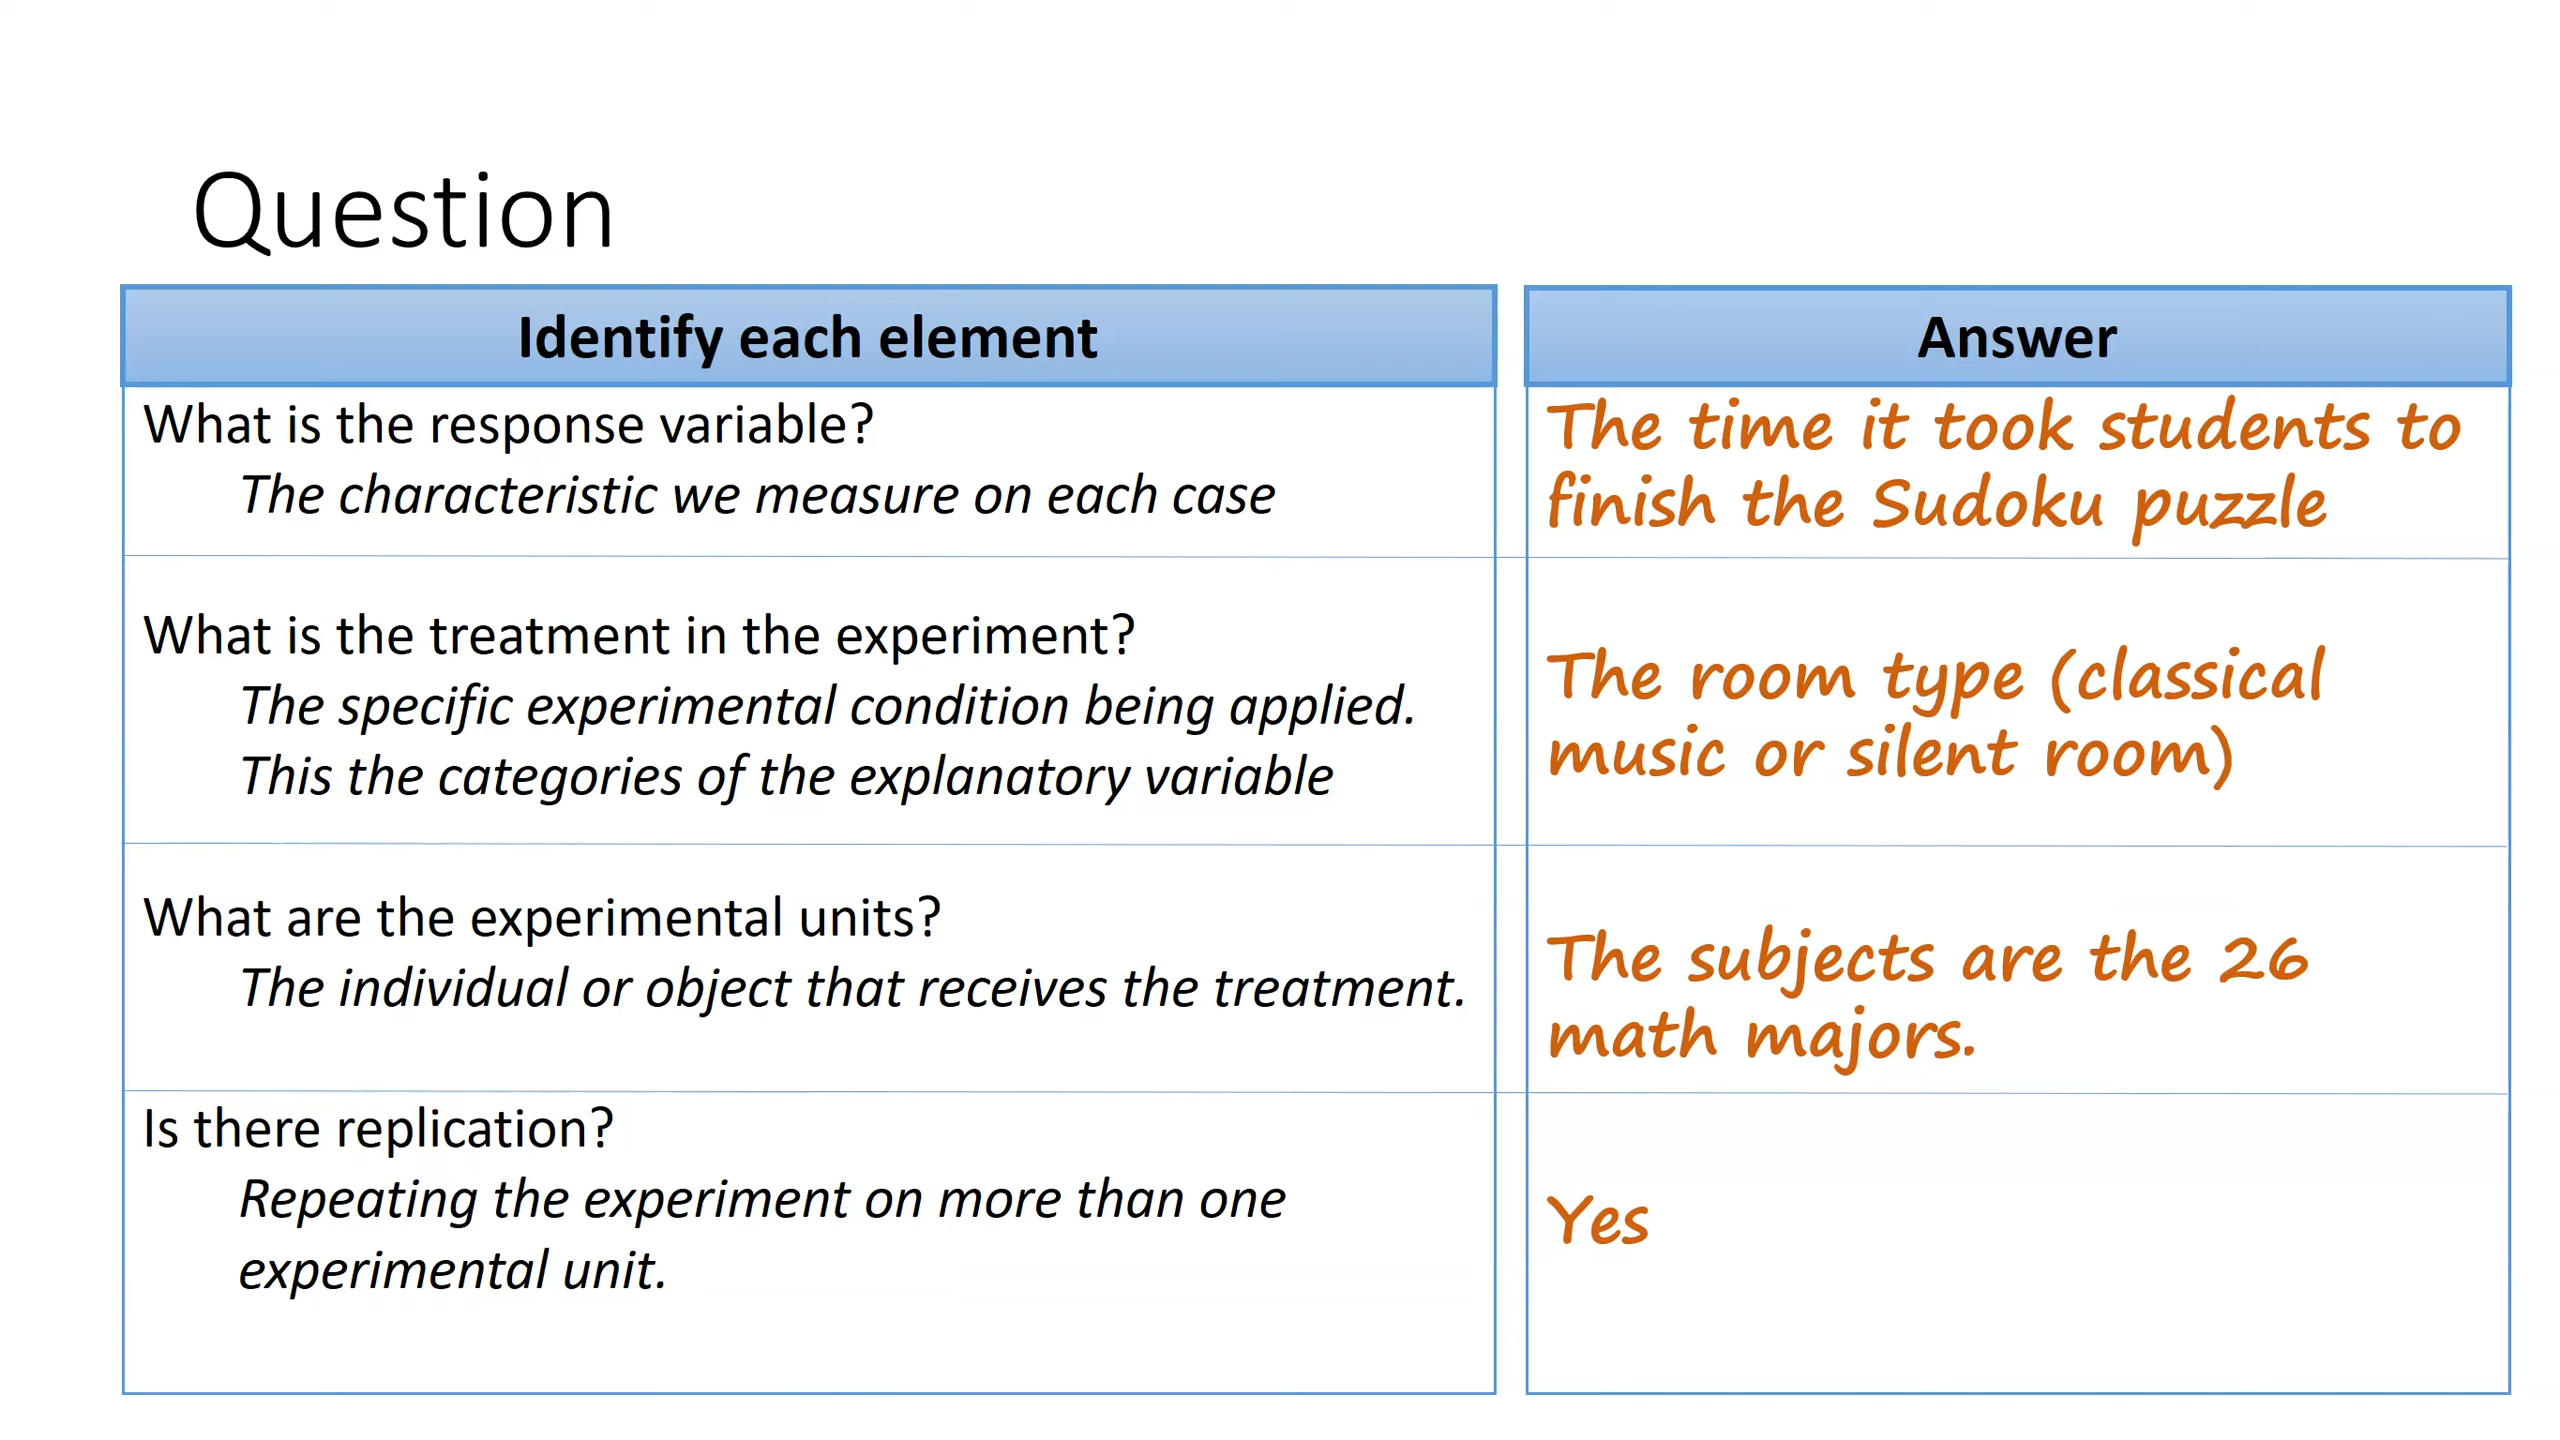 Question
Identify each element
Answer
What is the response variable?
The characteristic we measure on each case
The time it took students to
finish the Sudoku puzzle
What is the treatment in the experiment?
The specific experimental condition being applied.
This the categories of the explanatory variable
The room type (classical
music or silent room)
What are the experimental units?
The individual or object that receives the treatment.
The subjects are the 26
math majors.
Is there replication?
Repeating the experiment on more than one
experimental unit.
Yes